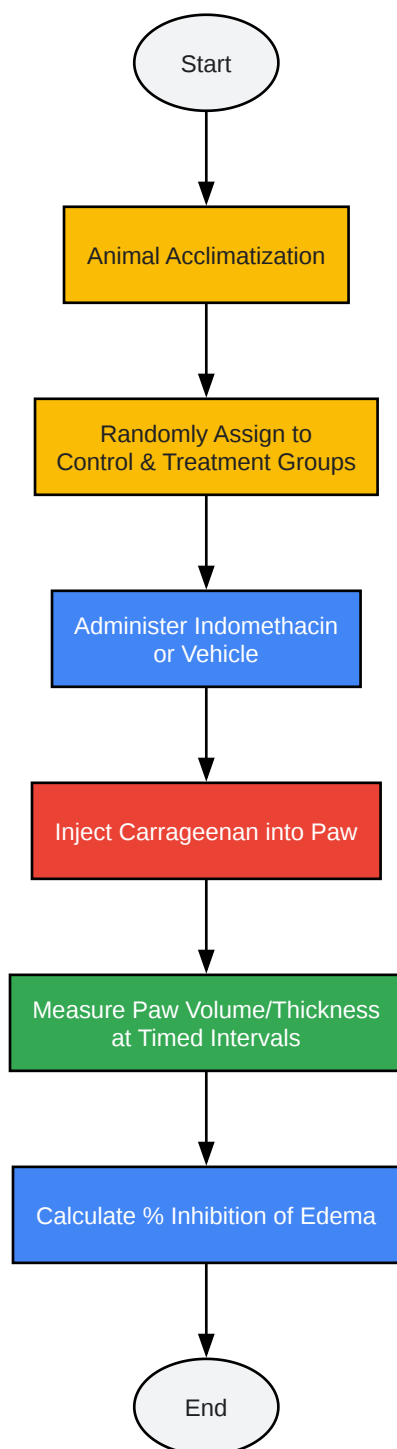 Start
Animal Acclimatization
Randomly Assign to
Control & Treatment Groups
Administer Indomethacin
or Vehicle
Inject Carrageenan into Paw
Measure Paw Volume/Thickness
at Timed Intervals
Calculate % Inhibition of Edema
End